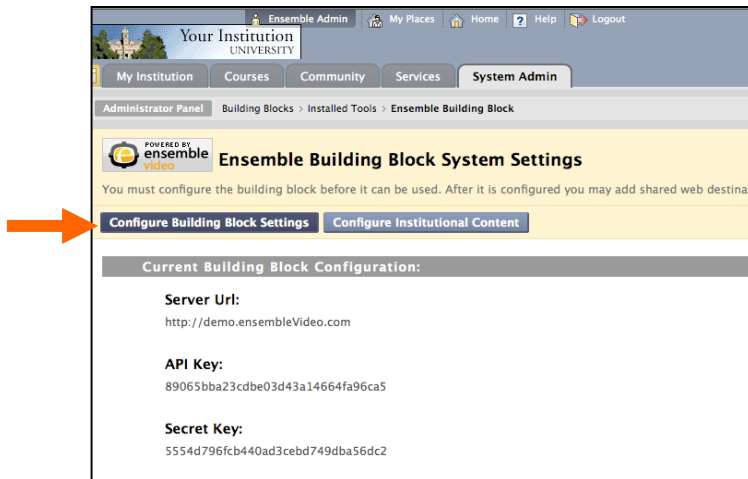 Ensemble Admin My Places Home ? Help Logout
Your Institution
UNIVERSITY
My Institution Courses Community Services System Admin
Administrator Panel Building Blocks > Installed Tools > Ensemble Building Block
POWERED BY
ensemble
video
Ensemble Building Block System Settings
You must configure the building block before it can be used. After it is configured you may add shared web destina
Configure Building Block Settings Configure Institutional Content
Current Building Block Configuration:
Server Url:
http://demo.ensembleVideo.com
API Key:
89065bba23cdbe03d43a14664fa96ca5
Secret Key:
5554d796fcb440ad3cebd749dba56dc2